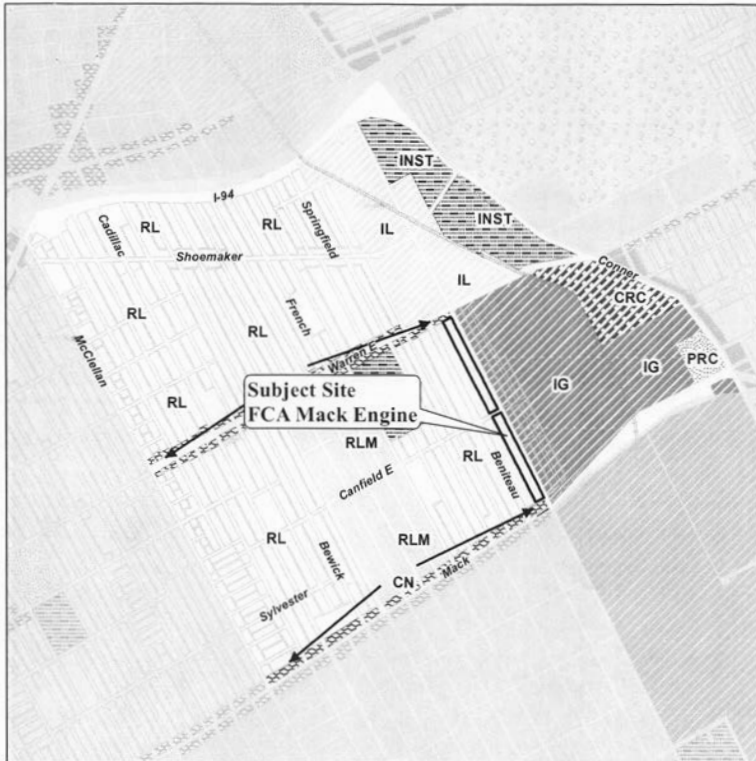 INST
I-94
Springfield
RL
RL
Cadillac
IL
INST
Shoemaker
Conner
IL
CRC
RL
French
RL
McClellan
PRC
Warren E
IG
IG
RL
Subject Site
FCA Mack Engine
RLM
RL
Beniteau
Canfield E
RL
Bewick
RLM
Mack
CN
Sylvester